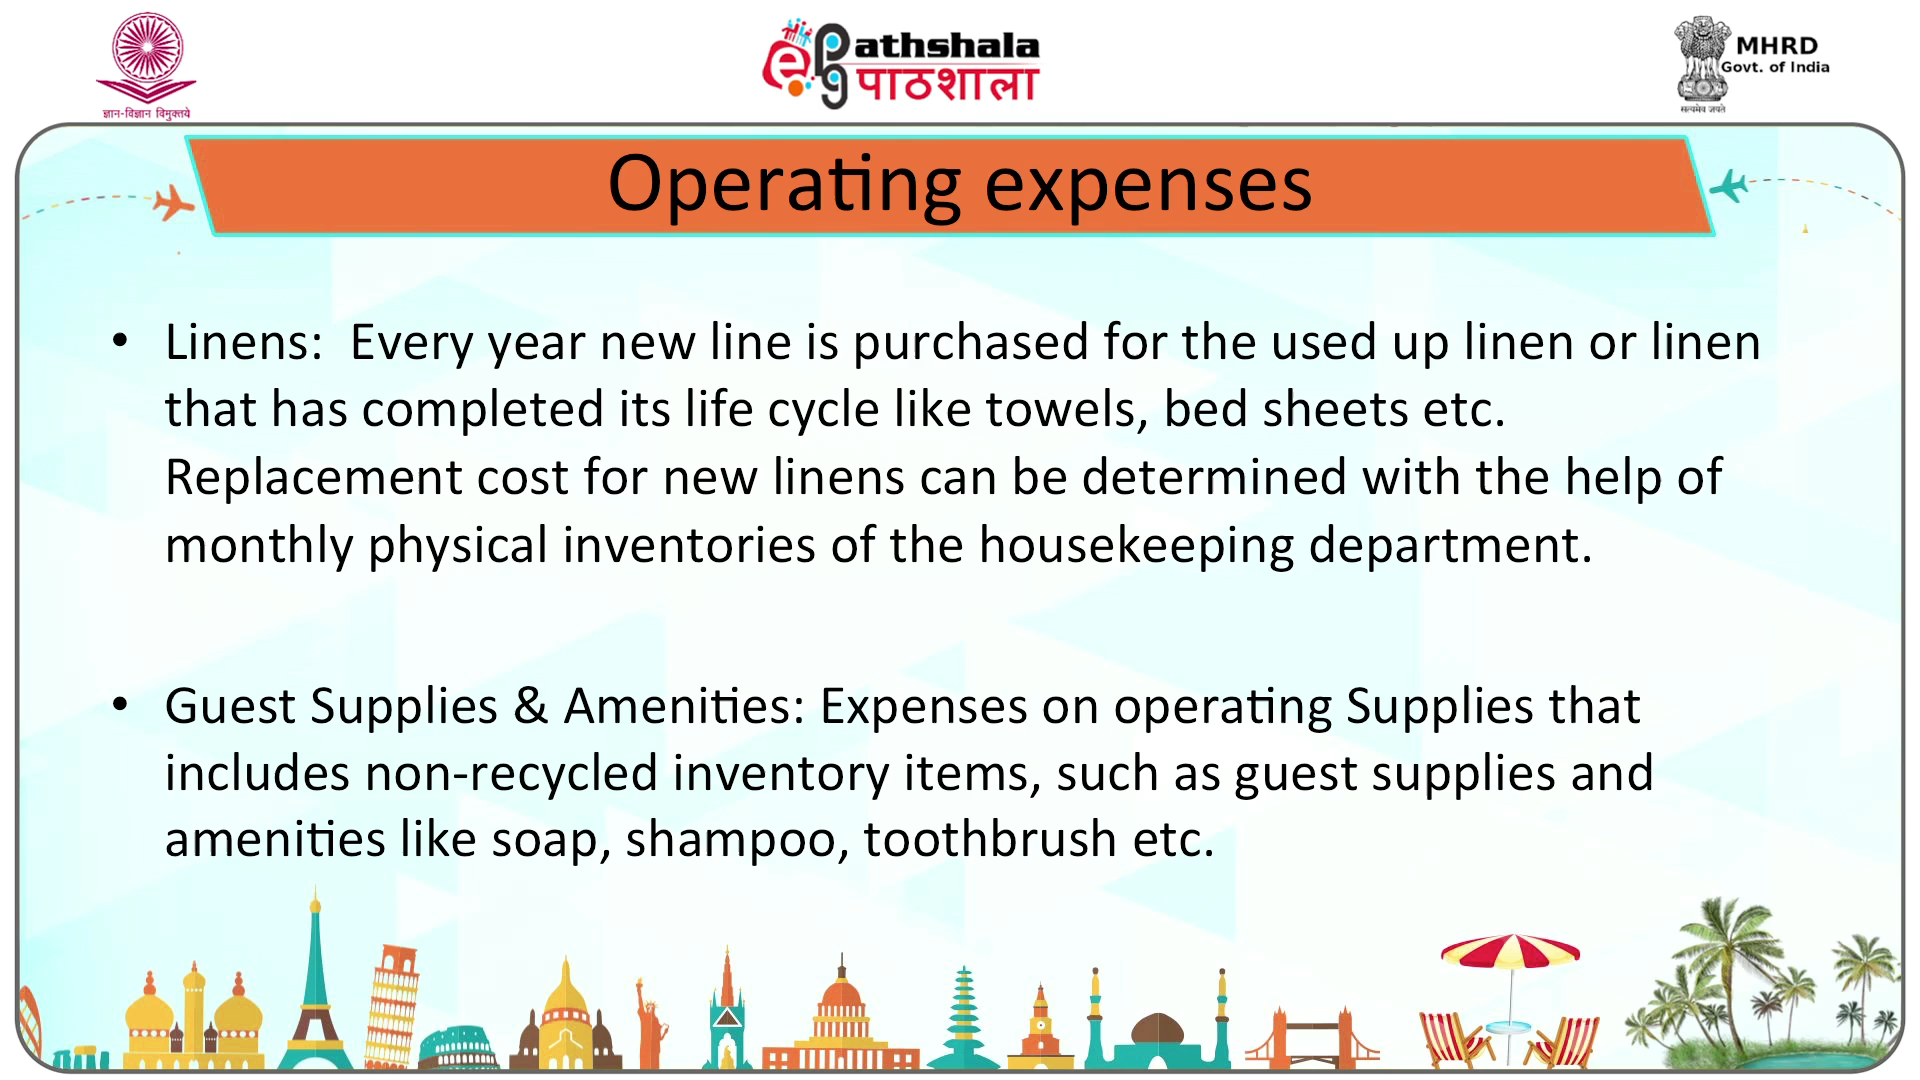 ज्ञान-विज्ञान विमुक्तये
ePathshala
पाठशाला
MHRD
Govt. of India
सत्यमेव जयते
Operating expenses
• Linens:  Every year new line is purchased for the used up linen or linen
that has completed its life cycle like towels, bed sheets etc.
Replacement cost for new linens can be determined with the help of
monthly physical inventories of the housekeeping department.
• Guest Supplies & Amenities: Expenses on operating Supplies that
includes non-recycled inventory items, such as guest supplies and
amenities like soap, shampoo, toothbrush etc.